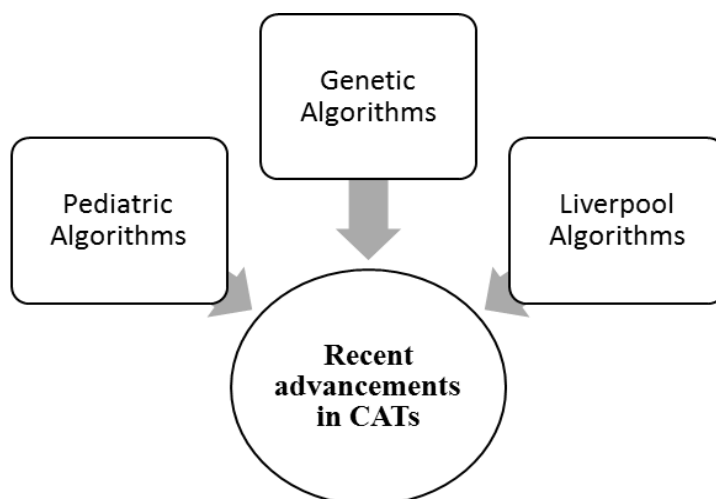 Genetic
Algorithms
Pediatric
Algorithms
Liverpool
Algorithms
Recent
advancements
in CATs